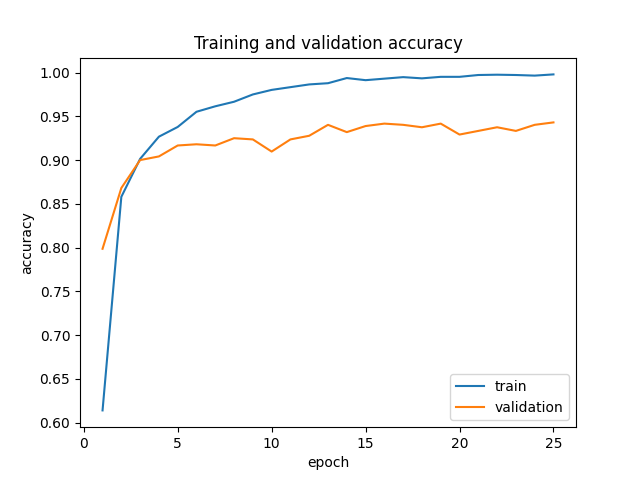 Training and validation accuracy
1.00
0.95
0.90
0.85
0.80
0.75
0.70
0.65
0.60
accuracy
0 5 10 15 20 25
epoch
train
validation